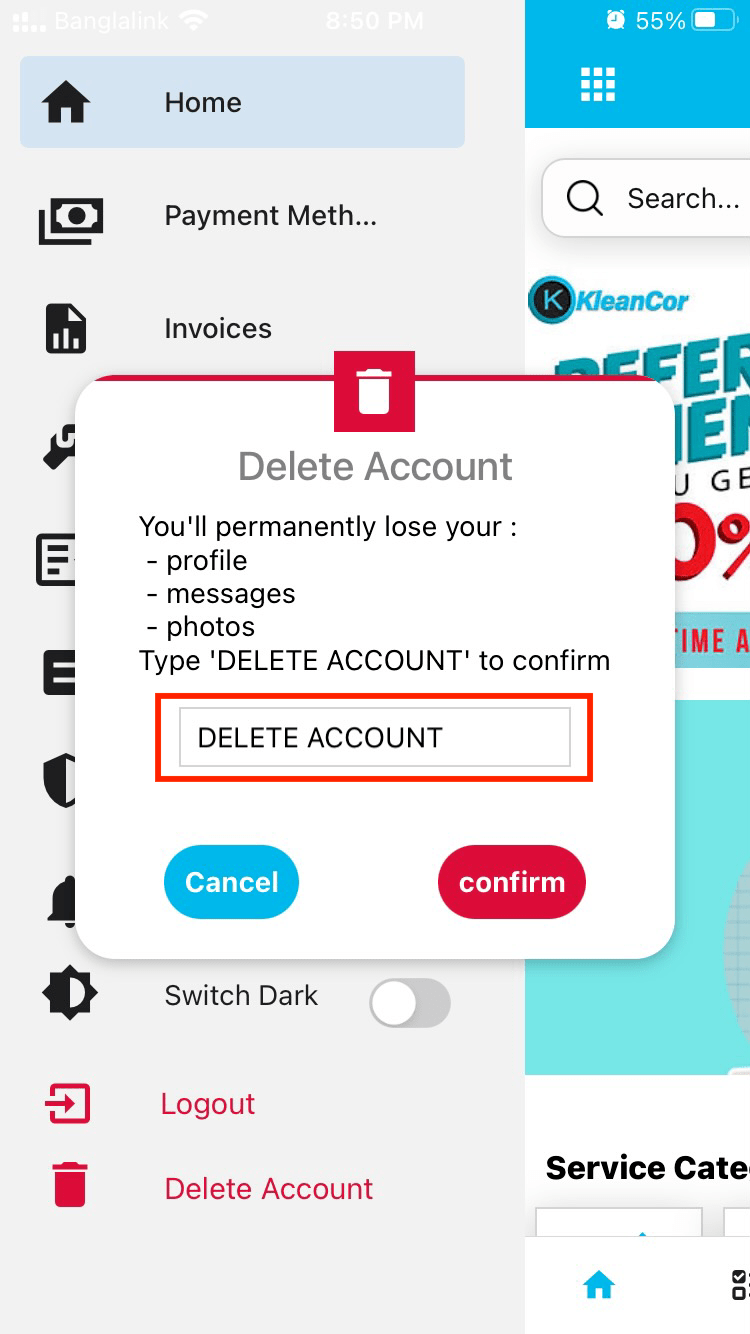 Banglalink 8:50 PM 55%
Home
Payment Meth...
Invoices
Search...
K KleanCor
Delete Account
You'll permanently lose your :
- profile
- messages
- photos
Type 'DELETE ACCOUNT' to confirm
DELETE ACCOUNT
Cancel confirm
Switch Dark
Logout
Delete Account
U GE
0%
TIME A
Service Cate